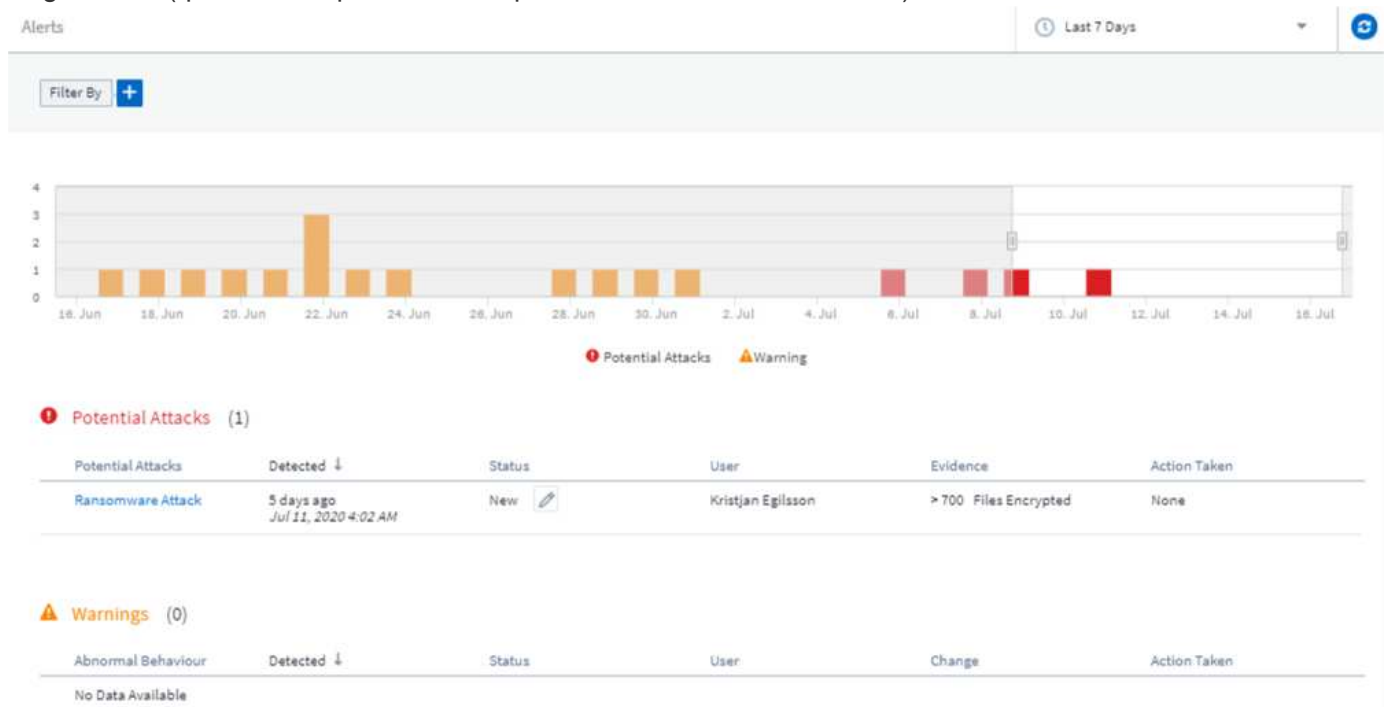 Alerts
Last 7 Days
Filter By +
4
3
2
1
0
16. Jun 18. Jun 20. Jun 22. Jun 24. Jun 26. Jun 28. Jun 30. Jun 2. Jul 4. Jul 6. Jul 8. Jul 10. Jul 12. Jul 14. Jul 16. Jul
Potential Attacks Warning
Potential Attacks (1)
Potential Attacks Detected ↓ Status User Evidence Action Taken
Ransomware Attack 5 days ago New Kristjan Egilsson > 700 Files Encrypted None
Jul 11, 2020 4:02 AM
Warnings (0)
Abnormal Behaviour Detected ↓ Status User Change Action Taken
No Data Available